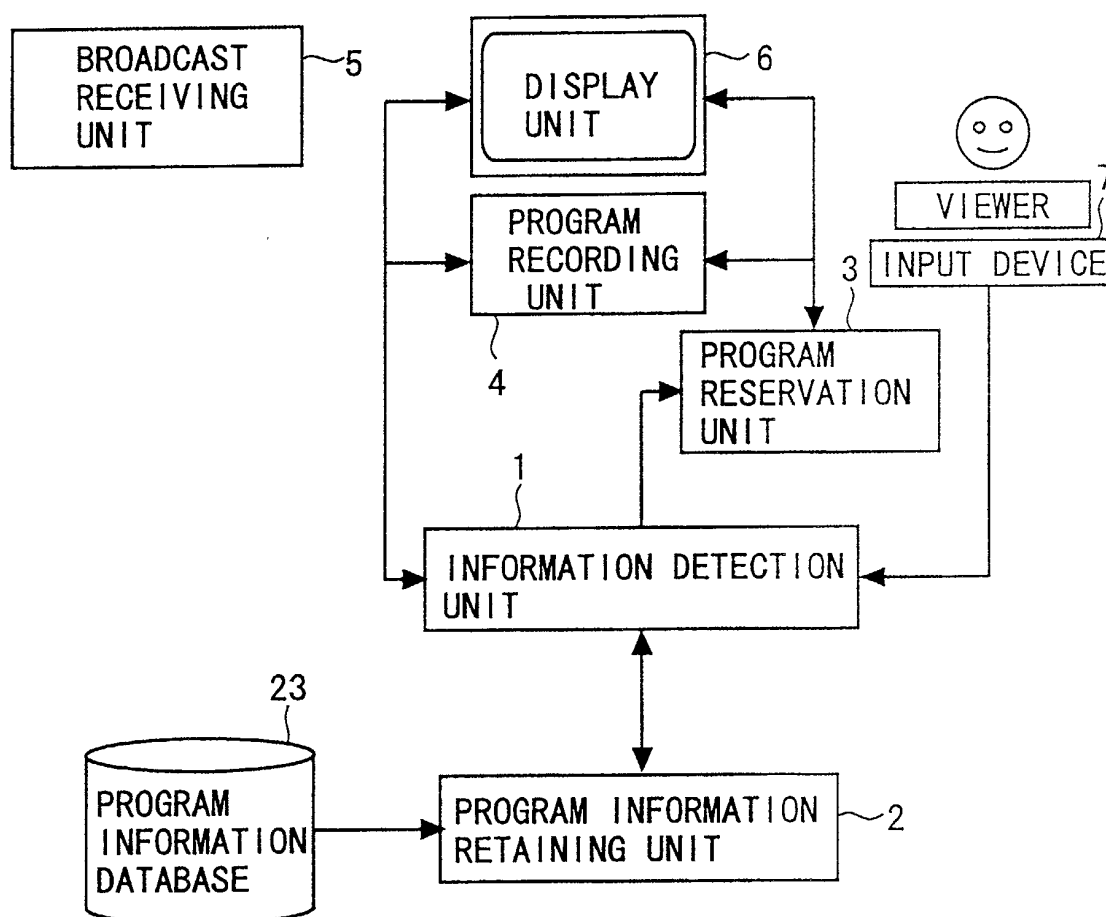 BROADCAST
RECEIVING
UNIT
5
DISPLAY
UNIT
6
PROGRAM
RECORDING
UNIT
4
VIEWER
7
INPUT DEVICE
3
PROGRAM
RESERVATION
UNIT
1
INFORMATION DETECTION
UNIT
23
PROGRAM
INFORMATION
DATABASE
PROGRAM INFORMATION
RETAINING UNIT
2